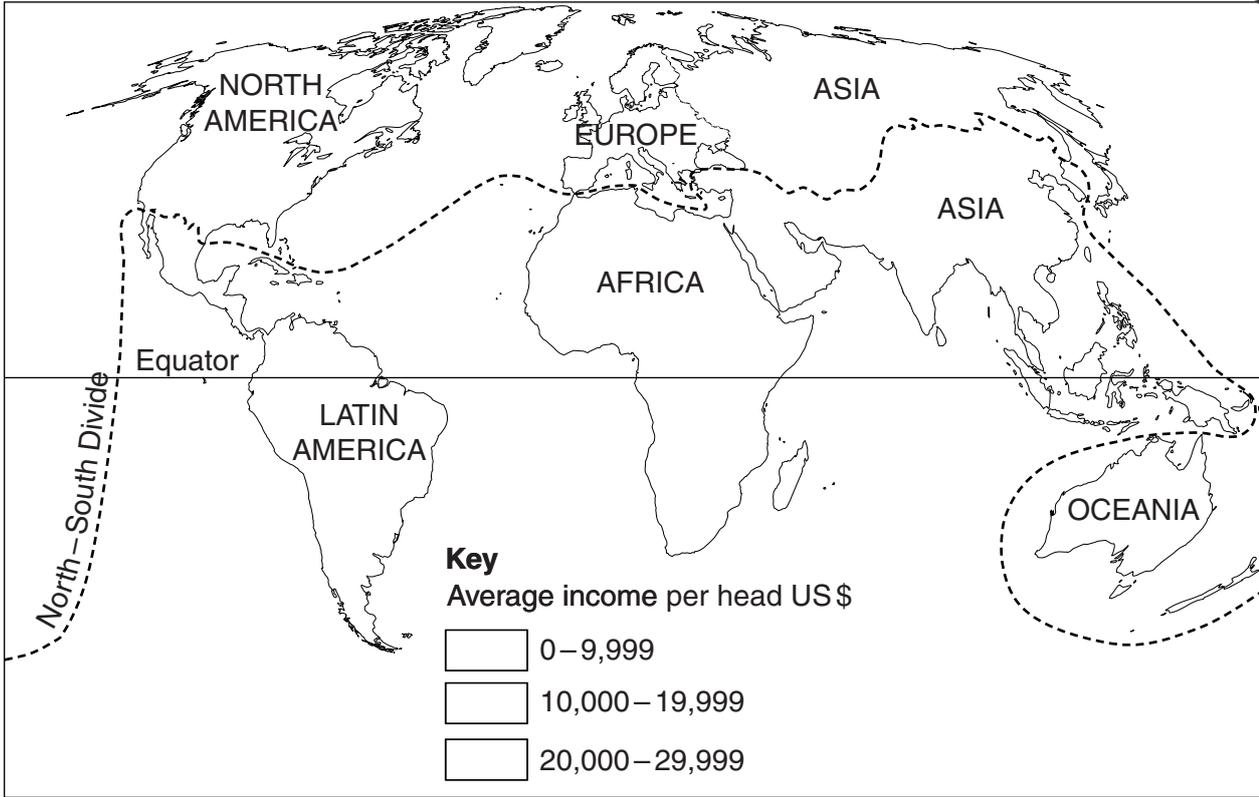 NORTH
AMERICA
ASIA
EUROPE
ASIA
AFRICA
Equator
LATIN
AMERICA
North–South Divide
OCEANIA
Key
Average income per head US$
0–9,999
10,000–19,999
20,000–29,999